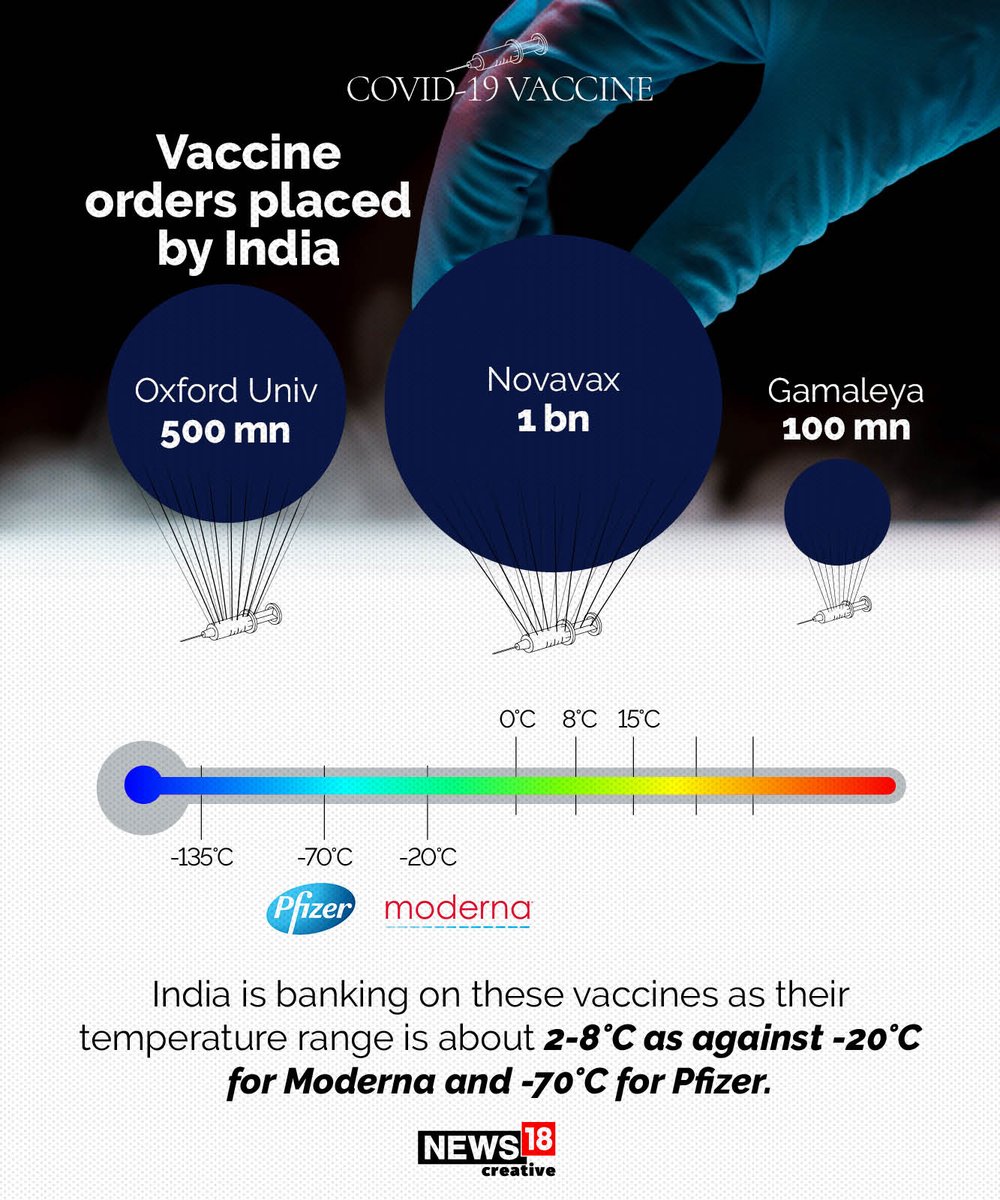 COVID-19 VACCINE
Vaccine
orders placed
by India
Oxford Univ
500 mn
Novavax
1 bn
Gamaleya
100 mn
0°C 8°C 15°C
-135°C -70°C -20°C
Pfizer moderna
India is banking on these vaccines as their
temperature range is about 2-8°C as against -20°C
for Moderna and -70°C for Pfizer.
NEWS 18
creative